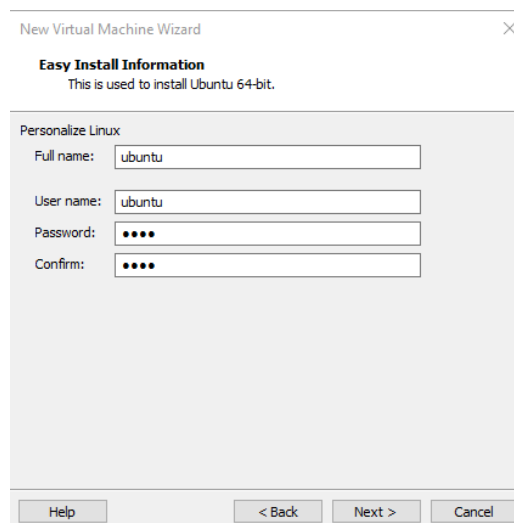 New Virtual Machine Wizard
Easy Install Information
This is used to install Ubuntu 64-bit.
Personalize Linux
Full name: ubuntu
User name: ubuntu
Password: ●●●●
Confirm: ●●●●
Help < Back Next > Cancel